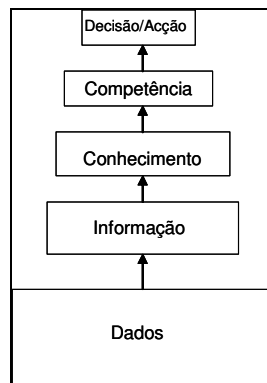 Decisão/Acção
Competência
Conhecimento
Informação
Dados